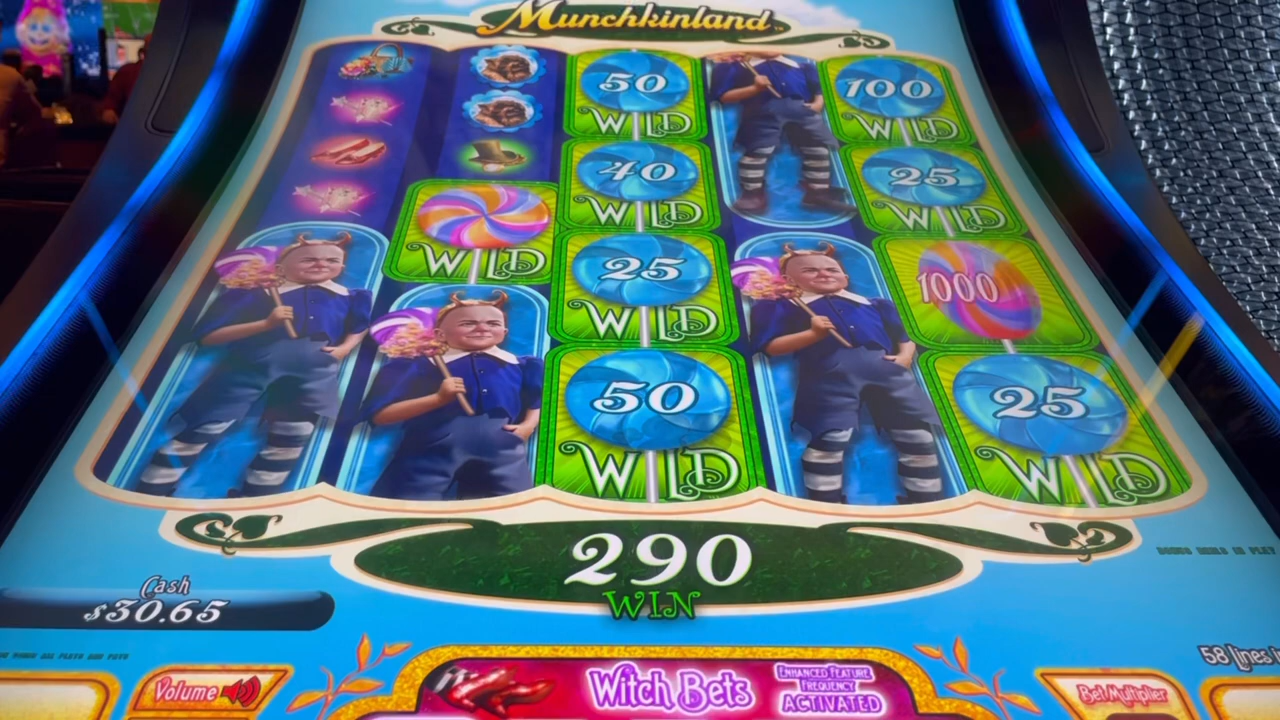 Munchkinland
50
WILD
100
WILD
40
WILD
25
WILD
WILD
25
WILD
1000
50
WILD
25
WILD
290
WIN
Cash
$30.65
58 lines
Volume
Witch Bets
ENHANCED FEATURE
FREQUENCY
ACTIVATED
Bet Multiplier